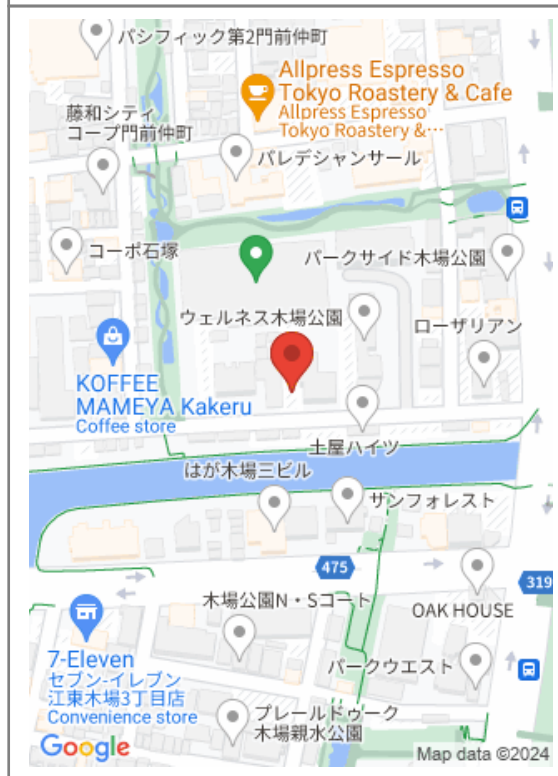 パシフィック第2門前仲町
Allpress Espresso
Tokyo Roastery & Cafe
Allpress Espresso
Tokyo Roastery &…
藤和シティ
コープ門前仲町
パレデシャンサール
コーポ石塚
パークサイド木場公園
ウェルネス木場公園
ローザリアン
KOFFEE
MAMEYA Kakeru
Coffee store
土屋ハイツ
はが木場三ビル
サンフォレスト
475
319
木場公園N・Sコート
OAK HOUSE
7-Eleven
セブン-イレブン
江東木場3丁目店
Convenience store
パークウエスト
プレールドゥーク
木場親水公園
Google
Map data ©2024